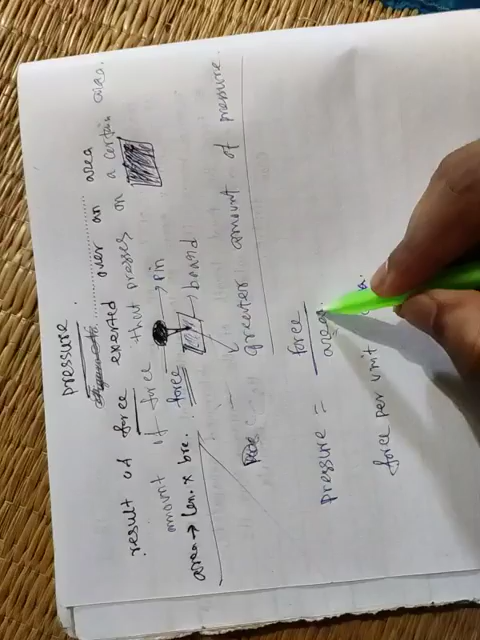 pressure.
result of force exerted over an area
amount of force that presses on a certain area.
area → len. x bre. force → pin
→ board
greater amount of pressure.
pressure = force / area.
force per unit